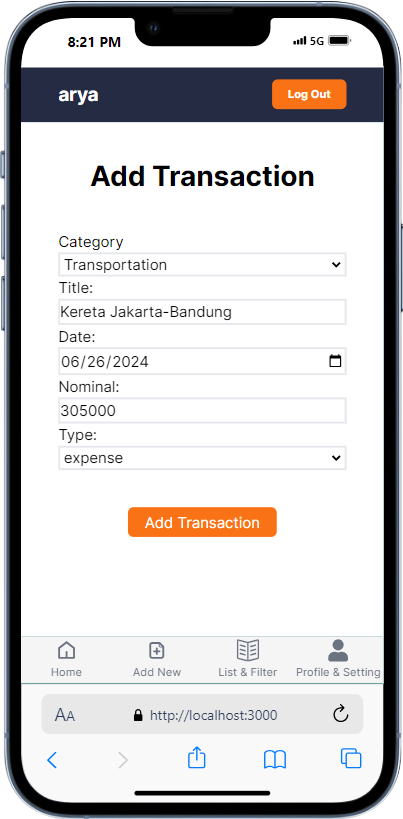 8:21 PM 5G
arya Log Out
Add Transaction
Category
Transportation
Title:
Kereta Jakarta-Bandung
Date:
06/26/2024
Nominal:
305000
Type:
expense
Add Transaction
Home Add New List & Filter Profile & Setting
AA http://localhost:3000